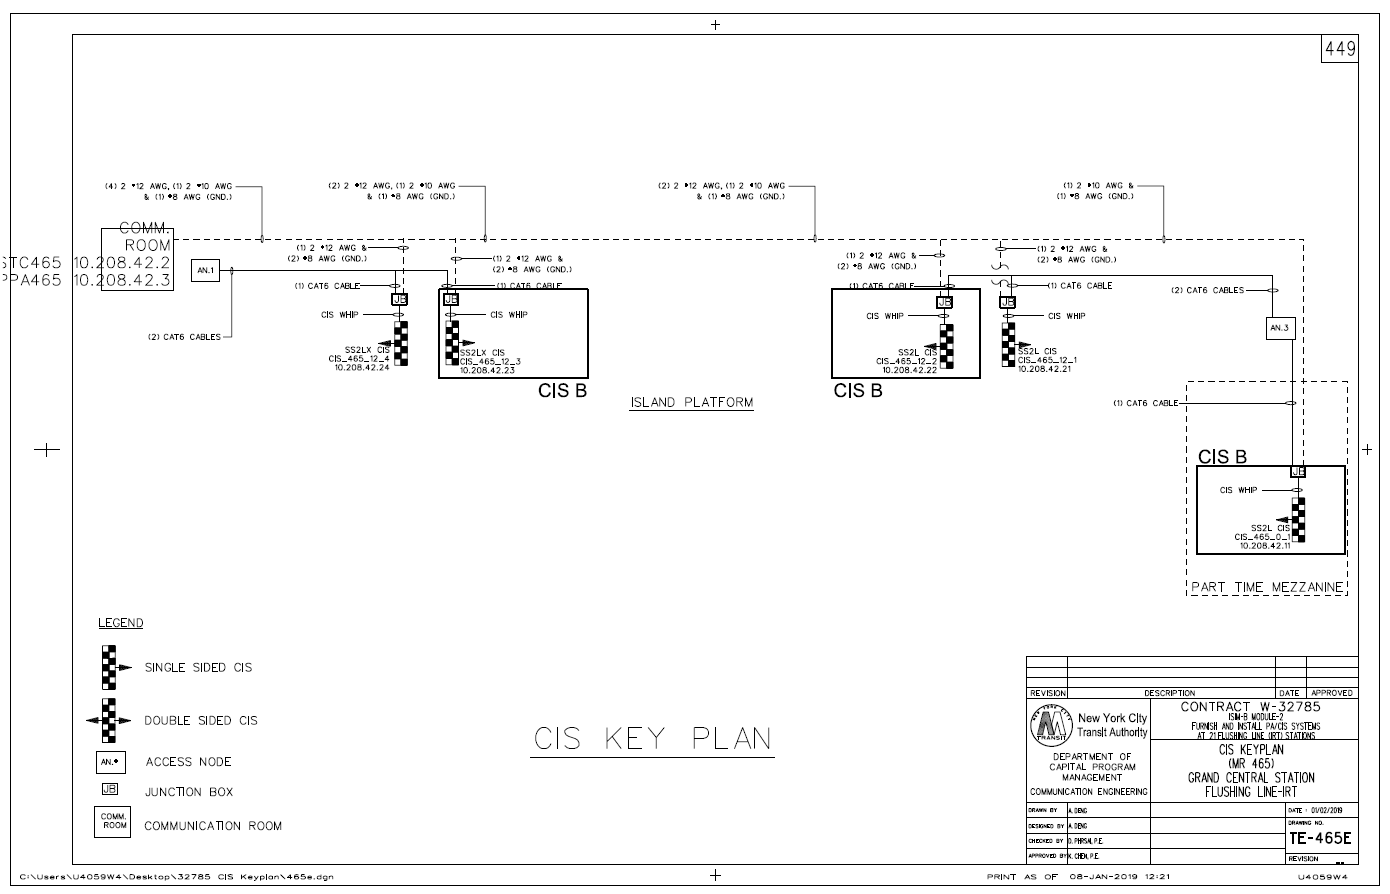 449
(4) 2 #12 AWG, (1) 2 #10 AWG
& (1) #8 AWG (GND.)
(2) 2 #12 AWG, (1) 2 #10 AWG
& (1) #8 AWG (GND.)
(2) 2 #12 AWG, (1) 2 #10 AWG
& (1) #8 AWG (GND.)
(1) 2 #10 AWG &
(1) #8 AWG (GND.)
COMM.
ROOM
STC465 10.208.42.2
PPA465 10.208.42.3
AN.1
(2) CAT6 CABLES
(1) 2 #12 AWG &
(2) #8 AWG (GND.)
(1) CAT6 CABLE
JB
CIS WHIP
SS2LX CIS
CIS_465_12_4
10.208.42.24
(1) 2 #12 AWG &
(2) #8 AWG (GND.)
(1) CAT6 CABLE
JB
CIS WHIP
SS2LX CIS
CIS_465_12_3
10.208.42.23
CIS B
ISLAND PLATFORM
(1) 2 #12 AWG &
(2) #8 AWG (GND.)
(1) CAT6 CABLE
JB
CIS WHIP
SS2L CIS
CIS_465_12_2
10.208.42.22
CIS B
(1) 2 #12 AWG &
(2) #8 AWG (GND.)
(1) CAT6 CABLE
JB
CIS WHIP
SS2L CIS
CIS_465_12_1
10.208.42.21
(2) CAT6 CABLES
AN.3
(1) CAT6 CABLE
CIS B
JB
CIS WHIP
SS2L CIS
CIS_465_0_1
10.208.42.11
PART TIME MEZZANINE
LEGEND
SINGLE SIDED CIS
DOUBLE SIDED CIS
AN.# ACCESS NODE
JB JUNCTION BOX
COMM.
ROOM
COMMUNICATION ROOM
CIS KEY PLAN
REVISION DESCRIPTION DATE APPROVED
NEW YORK CITY
TRANSIT
New York City
Transit Authority
DEPARTMENT OF
CAPITAL PROGRAM
MANAGEMENT
COMMUNICATION ENGINEERING
CONTRACT W-32785
ISIM-B MODULE-2
FURNISH AND INSTALL PA/CIS SYSTEMS
AT 21 FLUSHING LINE (IRT) STATIONS
CIS KEYPLAN
(MR 465)
GRAND CENTRAL STATION
FLUSHING LINE-IRT
DRAWN BY A. DENG
DESIGNED BY A. DENG
CHECKED BY D. PHRSAI, P.E.
APPROVED BY K. CHEN, P.E.
DATE : 01/02/2019
DRAWING NO.
TE-465E
REVISION --
C:\Users\U4059W4\Desktop\32785 CIS Keyplan\465e.dgn
PRINT AS OF 08-JAN-2019 12:21
U4059W4